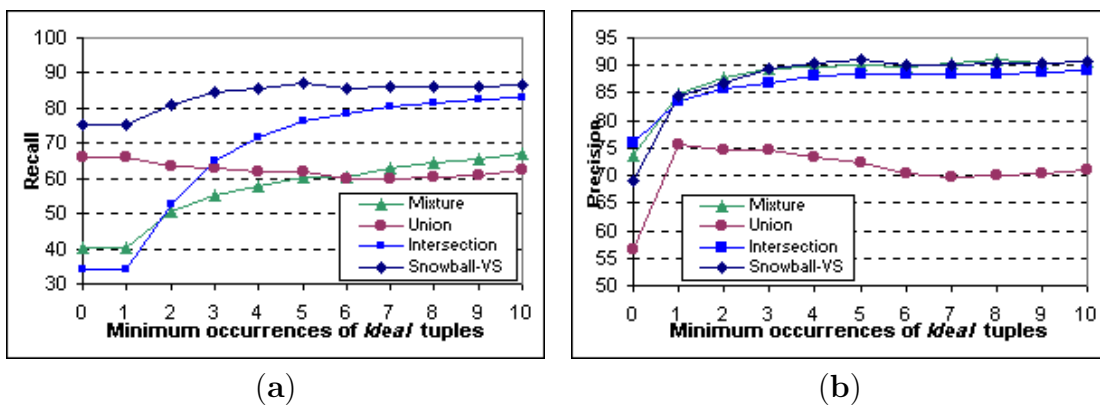 100
90
80
70
60
50
40
30
Recall
0 1 2 3 4 5 6 7 8 9 10
Minimum occurrences of Ideal tuples
Mixture
Union
Intersection
Snowball-VS
(a)
95
90
85
80
75
70
65
60
55
50
Precision
0 1 2 3 4 5 6 7 8 9 10
Minimum occurrences of Ideal tuples
Mixture
Union
Intersection
Snowball-VS
(b)